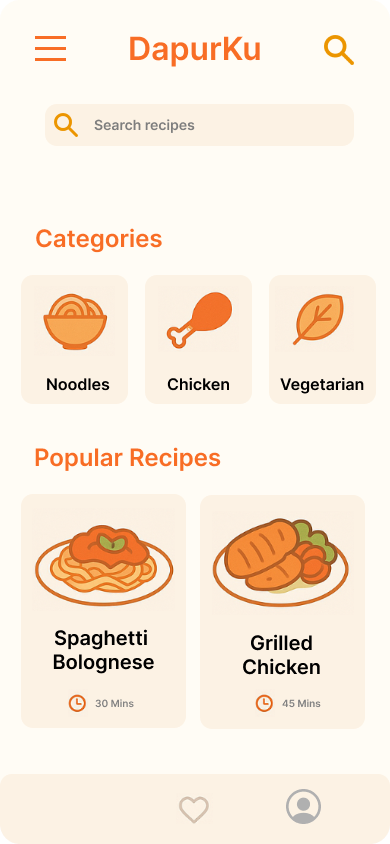 DapurKu
Search recipes
Categories
Noodles
Chicken
Vegetarian
Popular Recipes
Spaghetti
Bolognese
30 Mins
Grilled
Chicken
45 Mins